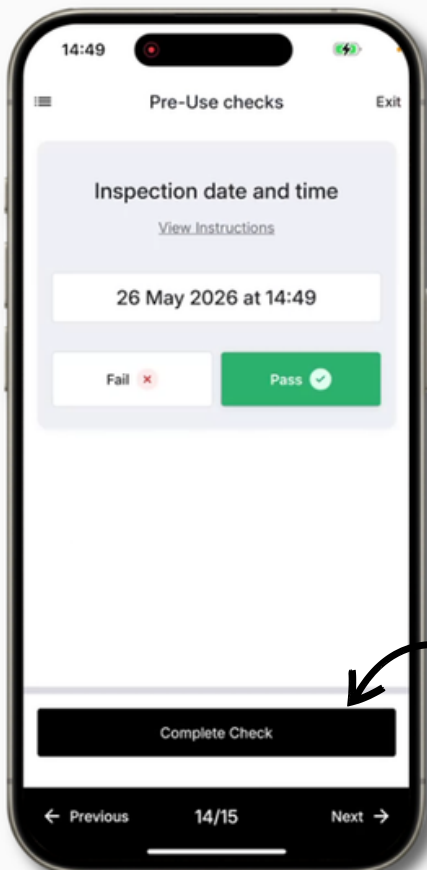 14:49
Pre-Use checks Exit
Inspection date and time
View Instructions
26 May 2026 at 14:49
Fail Pass
Complete Check
Previous 14/15 Next